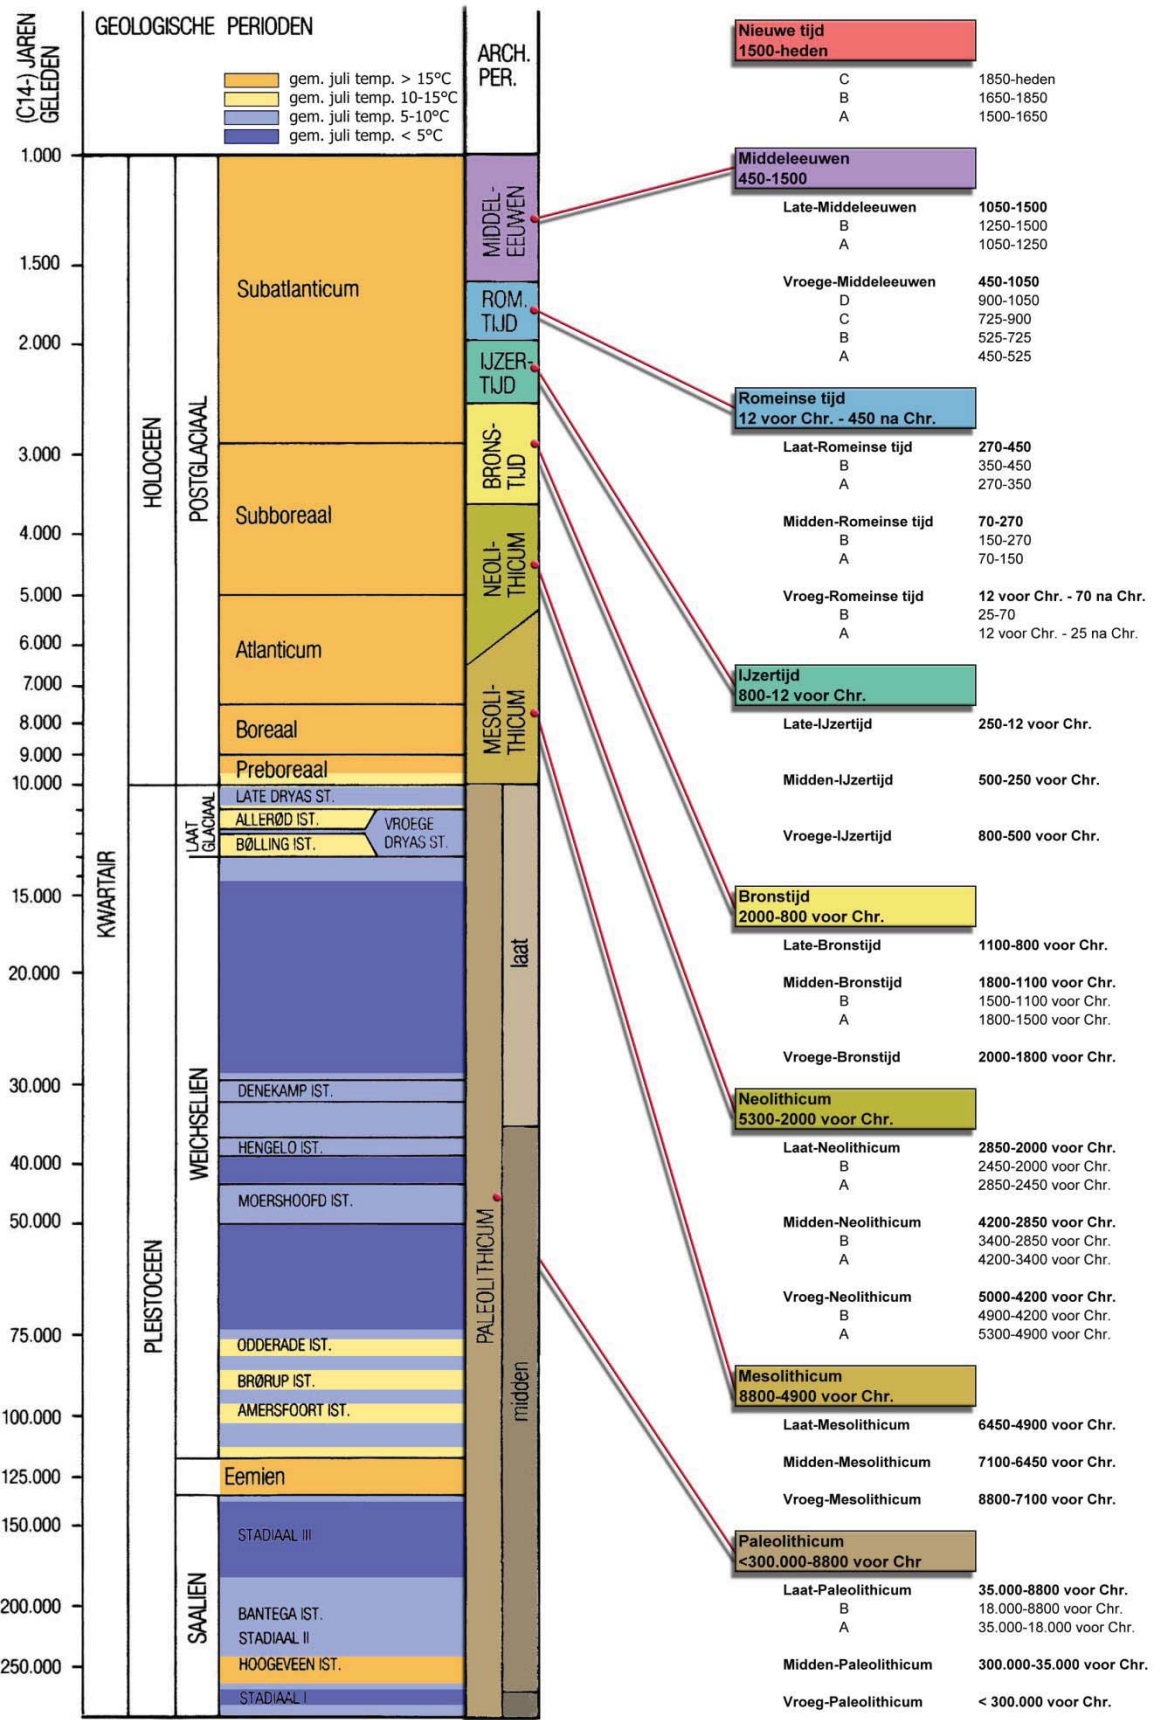 GEOLOGISCHE PERIODEN
(C14-) JAREN
GELEDEN
gem. juli temp. > 15°C
gem. juli temp. 10-15°C
gem. juli temp. 5-10°C
gem. juli temp. < 5°C
ARCH.
PER.
1.000
1.500
2.000
3.000
4.000
5.000
6.000
7.000
8.000
9.000
10.000
15.000
20.000
30.000
40.000
50.000
75.000
100.000
125.000
150.000
200.000
250.000
KWARTAIR
HOLOCEEN
PLEISTOCEEN
POSTGLACIAAL
LAAT
GLACIAAL
WEICHSELIEN
SAALIEN
Subatlanticum
Subboreaal
Atlanticum
Boreaal
Preboreaal
LATE DRYAS ST.
ALLERØD IST.
VROEGE
DRYAS ST.
BØLLING IST.
DENEKAMP IST.
HENGELO IST.
MOERSHOOFD IST.
ODDERADE IST.
BRØRUP IST.
AMERSFOORT IST.
Eemien
STADIAAL III
BANTEGA IST.
STADIAAL II
HOOGEVEEN IST.
STADIAAL I
MIDDEL-
EEUWEN
ROM.
TIJD
IJZER-
TIJD
BRONS-
TIJD
NEOLI-
THICUM
MESOLI-
THICUM
PALEOLITHICUM
laat
midden
Nieuwe tijd
1500-heden
C 1850-heden
B 1650-1850
A 1500-1650
Middeleeuwen
450-1500
Late-Middeleeuwen 1050-1500
B 1250-1500
A 1050-1250
Vroege-Middeleeuwen 450-1050
D 900-1050
C 725-900
B 525-725
A 450-525
Romeinse tijd
12 voor Chr. - 450 na Chr.
Laat-Romeinse tijd 270-450
B 350-450
A 270-350
Midden-Romeinse tijd 70-270
B 150-270
A 70-150
Vroeg-Romeinse tijd 12 voor Chr. - 70 na Chr.
B 25-70
A 12 voor Chr. - 25 na Chr.
IJzertijd
800-12 voor Chr.
Late-IJzertijd 250-12 voor Chr.
Midden-IJzertijd 500-250 voor Chr.
Vroege-IJzertijd 800-500 voor Chr.
Bronstijd
2000-800 voor Chr.
Late-Bronstijd 1100-800 voor Chr.
Midden-Bronstijd 1800-1100 voor Chr.
B 1500-1100 voor Chr.
A 1800-1500 voor Chr.
Vroege-Bronstijd 2000-1800 voor Chr.
Neolithicum
5300-2000 voor Chr.
Laat-Neolithicum 2850-2000 voor Chr.
B 2450-2000 voor Chr.
A 2850-2450 voor Chr.
Midden-Neolithicum 4200-2850 voor Chr.
B 3400-2850 voor Chr.
A 4200-3400 voor Chr.
Vroeg-Neolithicum 5000-4200 voor Chr.
B 4900-4200 voor Chr.
A 5300-4900 voor Chr.
Mesolithicum
8800-4900 voor Chr.
Laat-Mesolithicum 6450-4900 voor Chr.
Midden-Mesolithicum 7100-6450 voor Chr.
Vroeg-Mesolithicum 8800-7100 voor Chr.
Paleolithicum
<300.000-8800 voor Chr
Laat-Paleolithicum 35.000-8800 voor Chr.
B 18.000-8800 voor Chr.
A 35.000-18.000 voor Chr.
Midden-Paleolithicum 300.000-35.000 voor Chr.
Vroeg-Paleolithicum < 300.000 voor Chr.